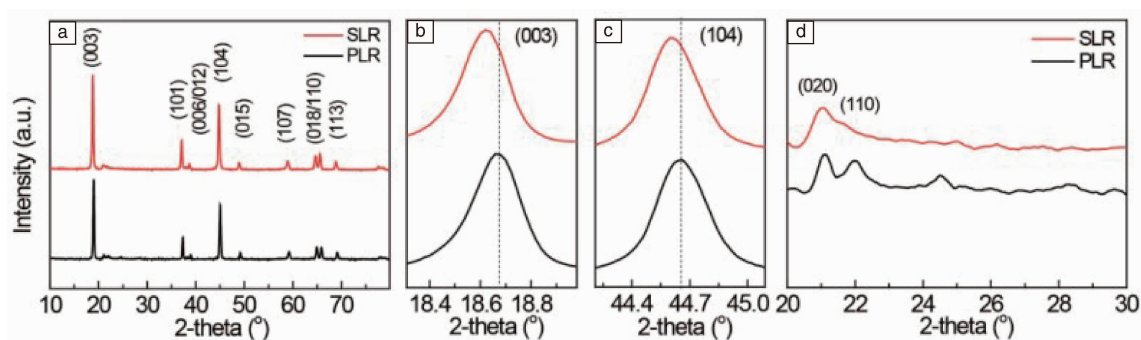 a
(003)
(101)
(006/012)
(104)
(015)
(107)
(018/110)
(113)
SLR
PLR
Intensity (a.u.)
10 20 30 40 50 60 70
2-theta (°)
b
(003)
18.4 18.6 18.8
2-theta (°)
c
(104)
44.4 44.7 45.0
2-theta (°)
d
SLR
PLR
(020)
(110)
20 22 24 26 28 30
2-theta (°)